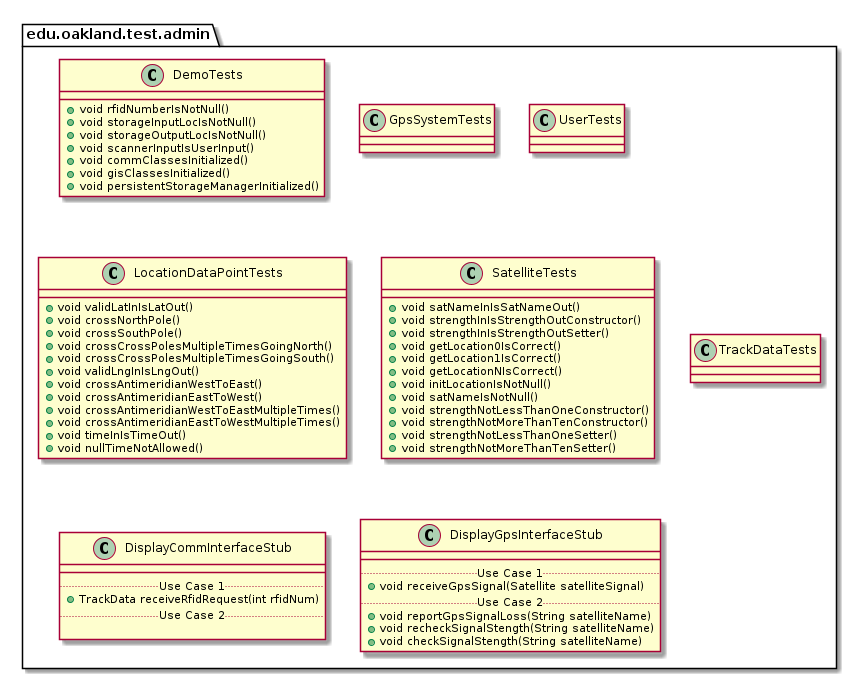 edu.oakland.test.admin
C DemoTests
void rfidNumberIsNotNull()
void storageInputLocIsNotNull()
void storageOutputLocIsNotNull()
void scannerInputIsUserInput()
void commClassesInitialized()
void gisClassesInitialized()
void persistentStorageManagerInitialized()
C GpsSystemTests
C UserTests
C LocationDataPointTests
void validLatInIsLatOut()
void crossNorthPole()
void crossSouthPole()
void crossCrossPolesMultipleTimesGoingNorth()
void crossCrossPolesMultipleTimesGoingSouth()
void validLngInIsLngOut()
void crossAntimeridianWestToEast()
void crossAntimeridianEastToWest()
void crossAntimeridianWestToEastMultipleTimes()
void crossAntimeridianEastToWestMultipleTimes()
void timeInIsTimeOut()
void nullTimeNotAllowed()
C SatelliteTests
void satNameInIsSatNameOut()
void strengthInIsStrengthOutConstructor()
void strengthInIsStrengthOutSetter()
void getLocation0IsCorrect()
void getLocation1IsCorrect()
void getLocationNIsCorrect()
void initLocationIsNotNull()
void satNameIsNotNull()
void strengthNotLessThanOneConstructor()
void strengthNotMoreThanTenConstructor()
void strengthNotLessThanOneSetter()
void strengthNotMoreThanTenSetter()
C TrackDataTests
C DisplayCommInterfaceStub
Use Case 1
TrackData receiveRfidRequest(int rfidNum)
Use Case 2
C DisplayGpsInterfaceStub
Use Case 1
void receiveGpsSignal(Satellite satelliteSignal)
Use Case 2
void reportGpsSignalLoss(String satelliteName)
void recheckSignalStength(String satelliteName)
void checkSignalStength(String satelliteName)